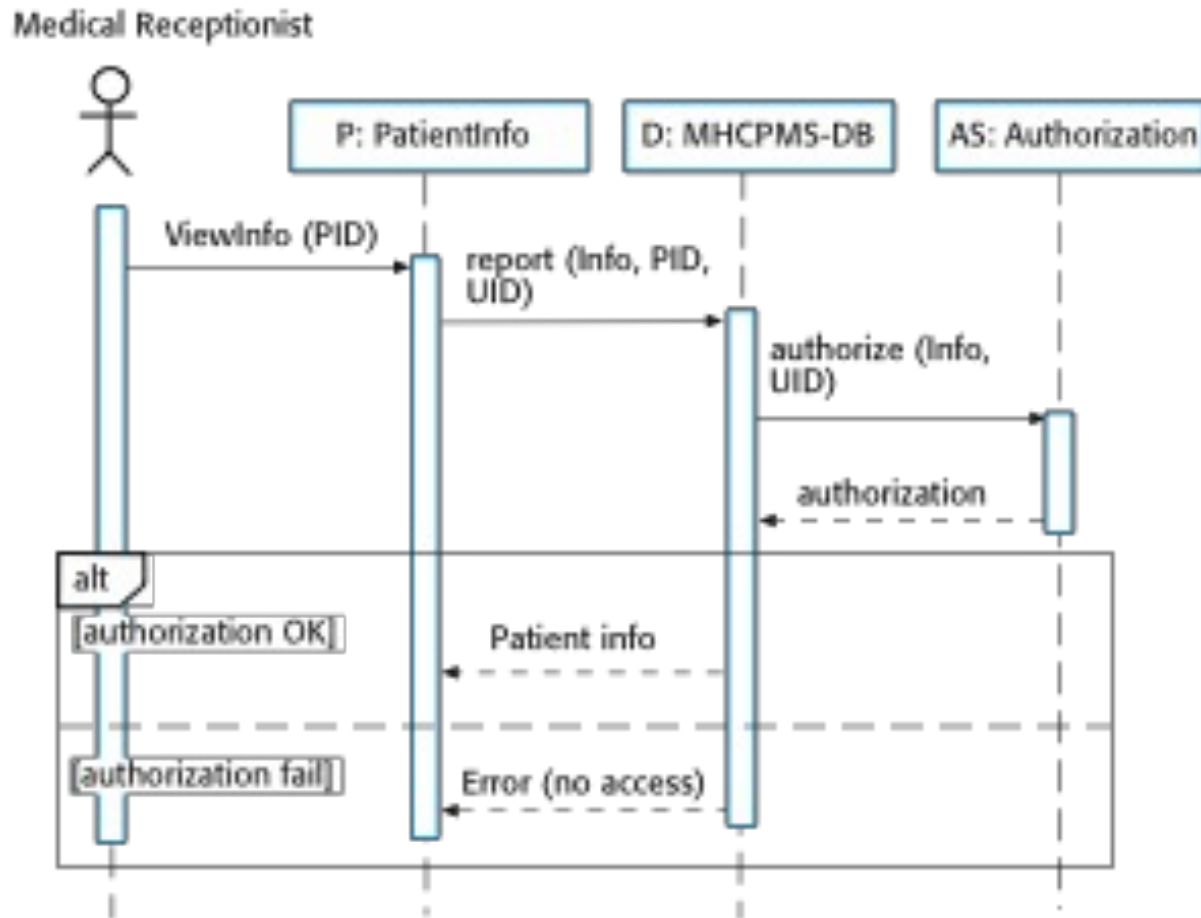 Medical Receptionist
P: PatientInfo
D: MHCPMS-DB
AS: Authorization
ViewInfo (PID)
report (Info, PID,
UID)
authorize (Info,
UID)
authorization
alt
[authorization OK]
Patient info
[authorization fail]
Error (no access)